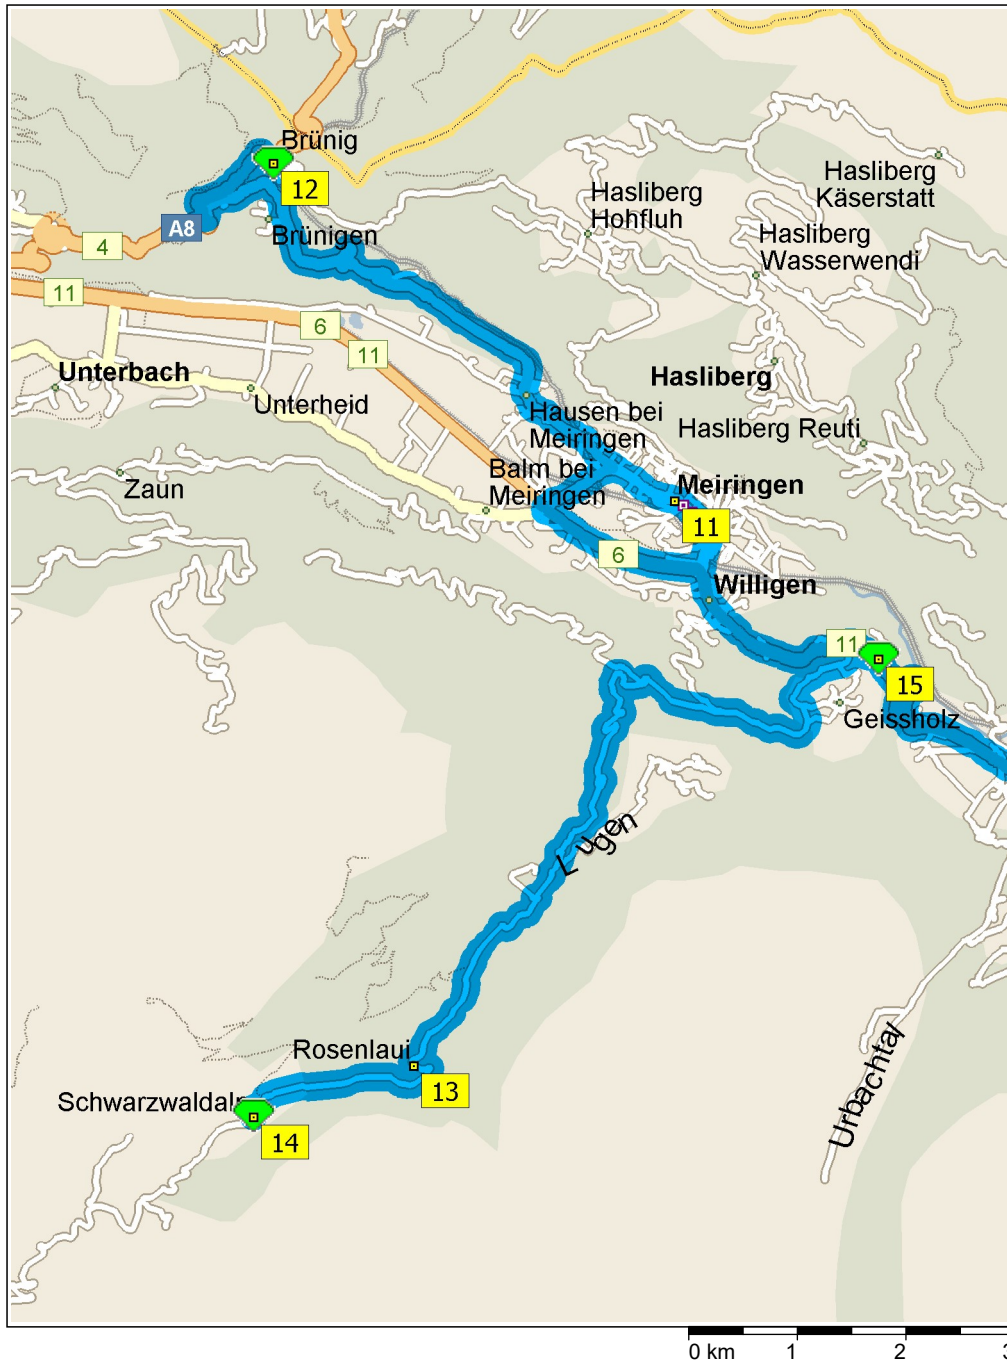 Brünig
12
Hasliberg
Käserstatt
Hasliberg
Hohfluh
A8
Brünigen
Hasliberg
Wasserwendi
4
11
6
11
Unterbach
Hasliberg
Unterheid
Hausen bei
Meiringen
Hasliberg Reuti
Balm bei
Meiringen
Zaun
Meiringen
11
6
Willigen
11
15
Geissholz
Lugen
Urbachtal
Rosenlaui
13
Schwarzwaldalp
14
0 km
1
2
3